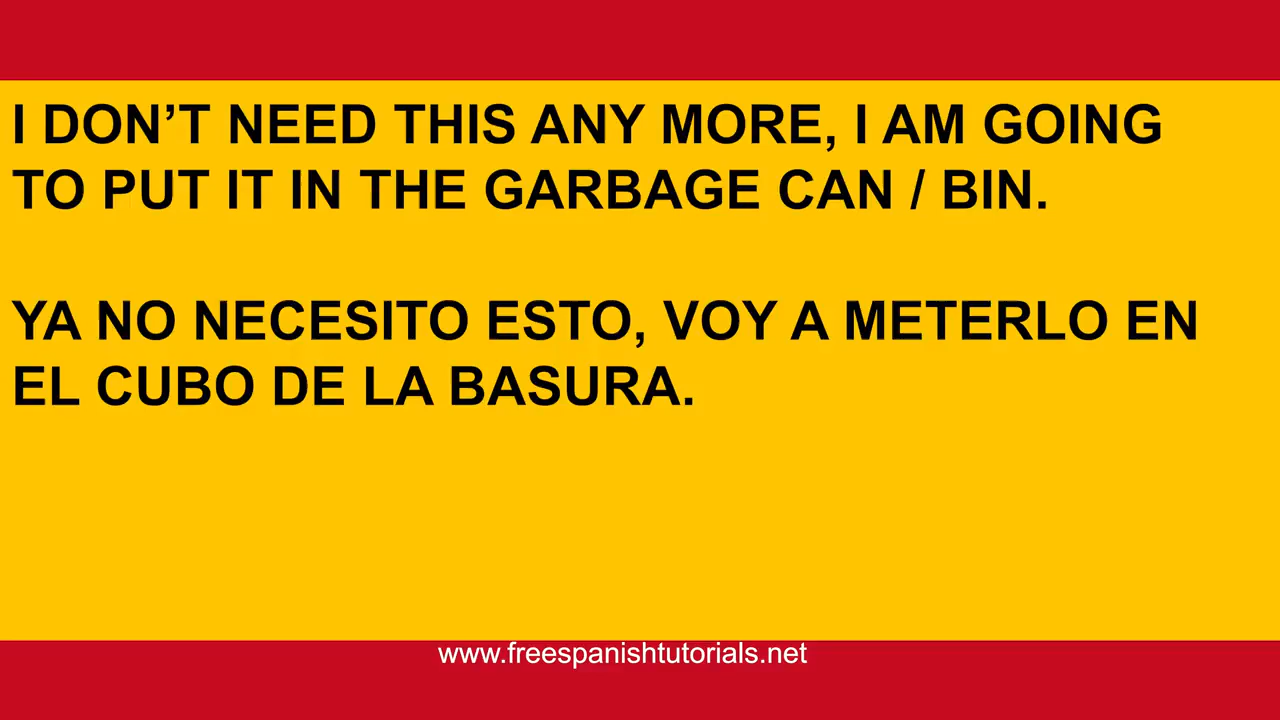 I DON’T NEED THIS ANY MORE, I AM GOING
TO PUT IT IN THE GARBAGE CAN / BIN.
YA NO NECESITO ESTO, VOY A METERLO EN
EL CUBO DE LA BASURA.
www.freespanishtutorials.net